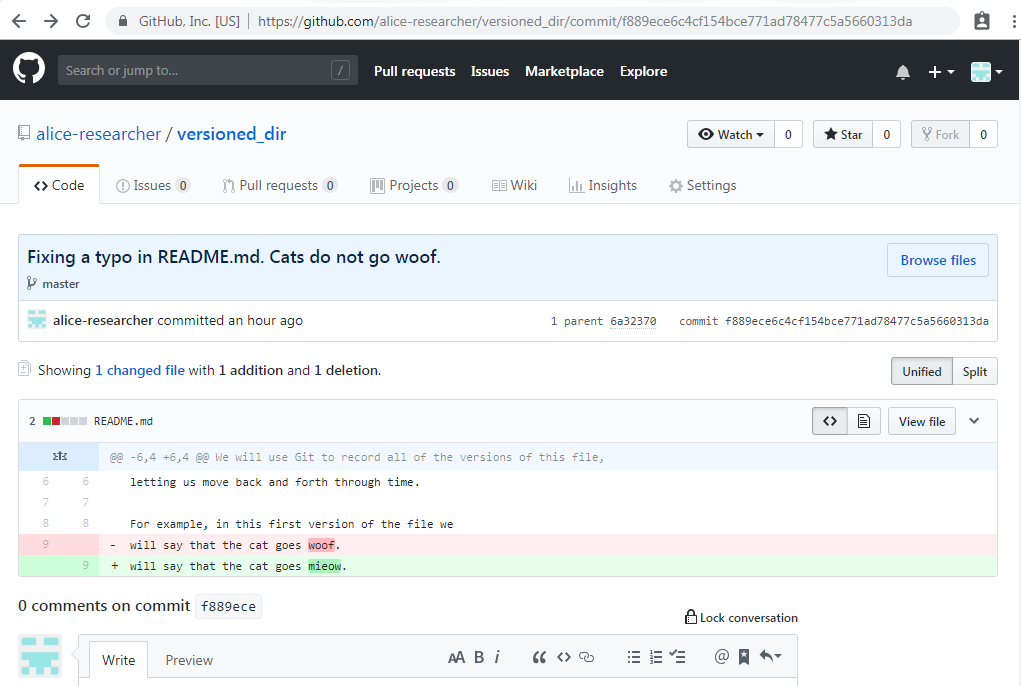 GitHub, Inc. [US] | https://github.com/alice-researcher/versioned_dir/commit/f889ece6c4cf154bce771ad78477c5a5660313da
Search or jump to... / Pull requests Issues Marketplace Explore
alice-researcher / versioned_dir Watch 0 Star 0 Fork 0
Code Issues 0 Pull requests 0 Projects 0 Wiki Insights Settings
Fixing a typo in README.md. Cats do not go woof. Browse files
master
alice-researcher committed an hour ago 1 parent 6a32370 commit f889ece6c4cf154bce771ad78477c5a5660313da
Showing 1 changed file with 1 addition and 1 deletion. Unified Split
2 README.md <> View file
@@ -6,4 +6,4 @@ We will use Git to record all of the versions of this file,
6 6 letting us move back and forth through time.
7 7
8 8 For example, in this first version of the file we
9 - will say that the cat goes woof.
9 + will say that the cat goes mieow.
0 comments on commit f889ece
Lock conversation
Write Preview AA B i “ <> @